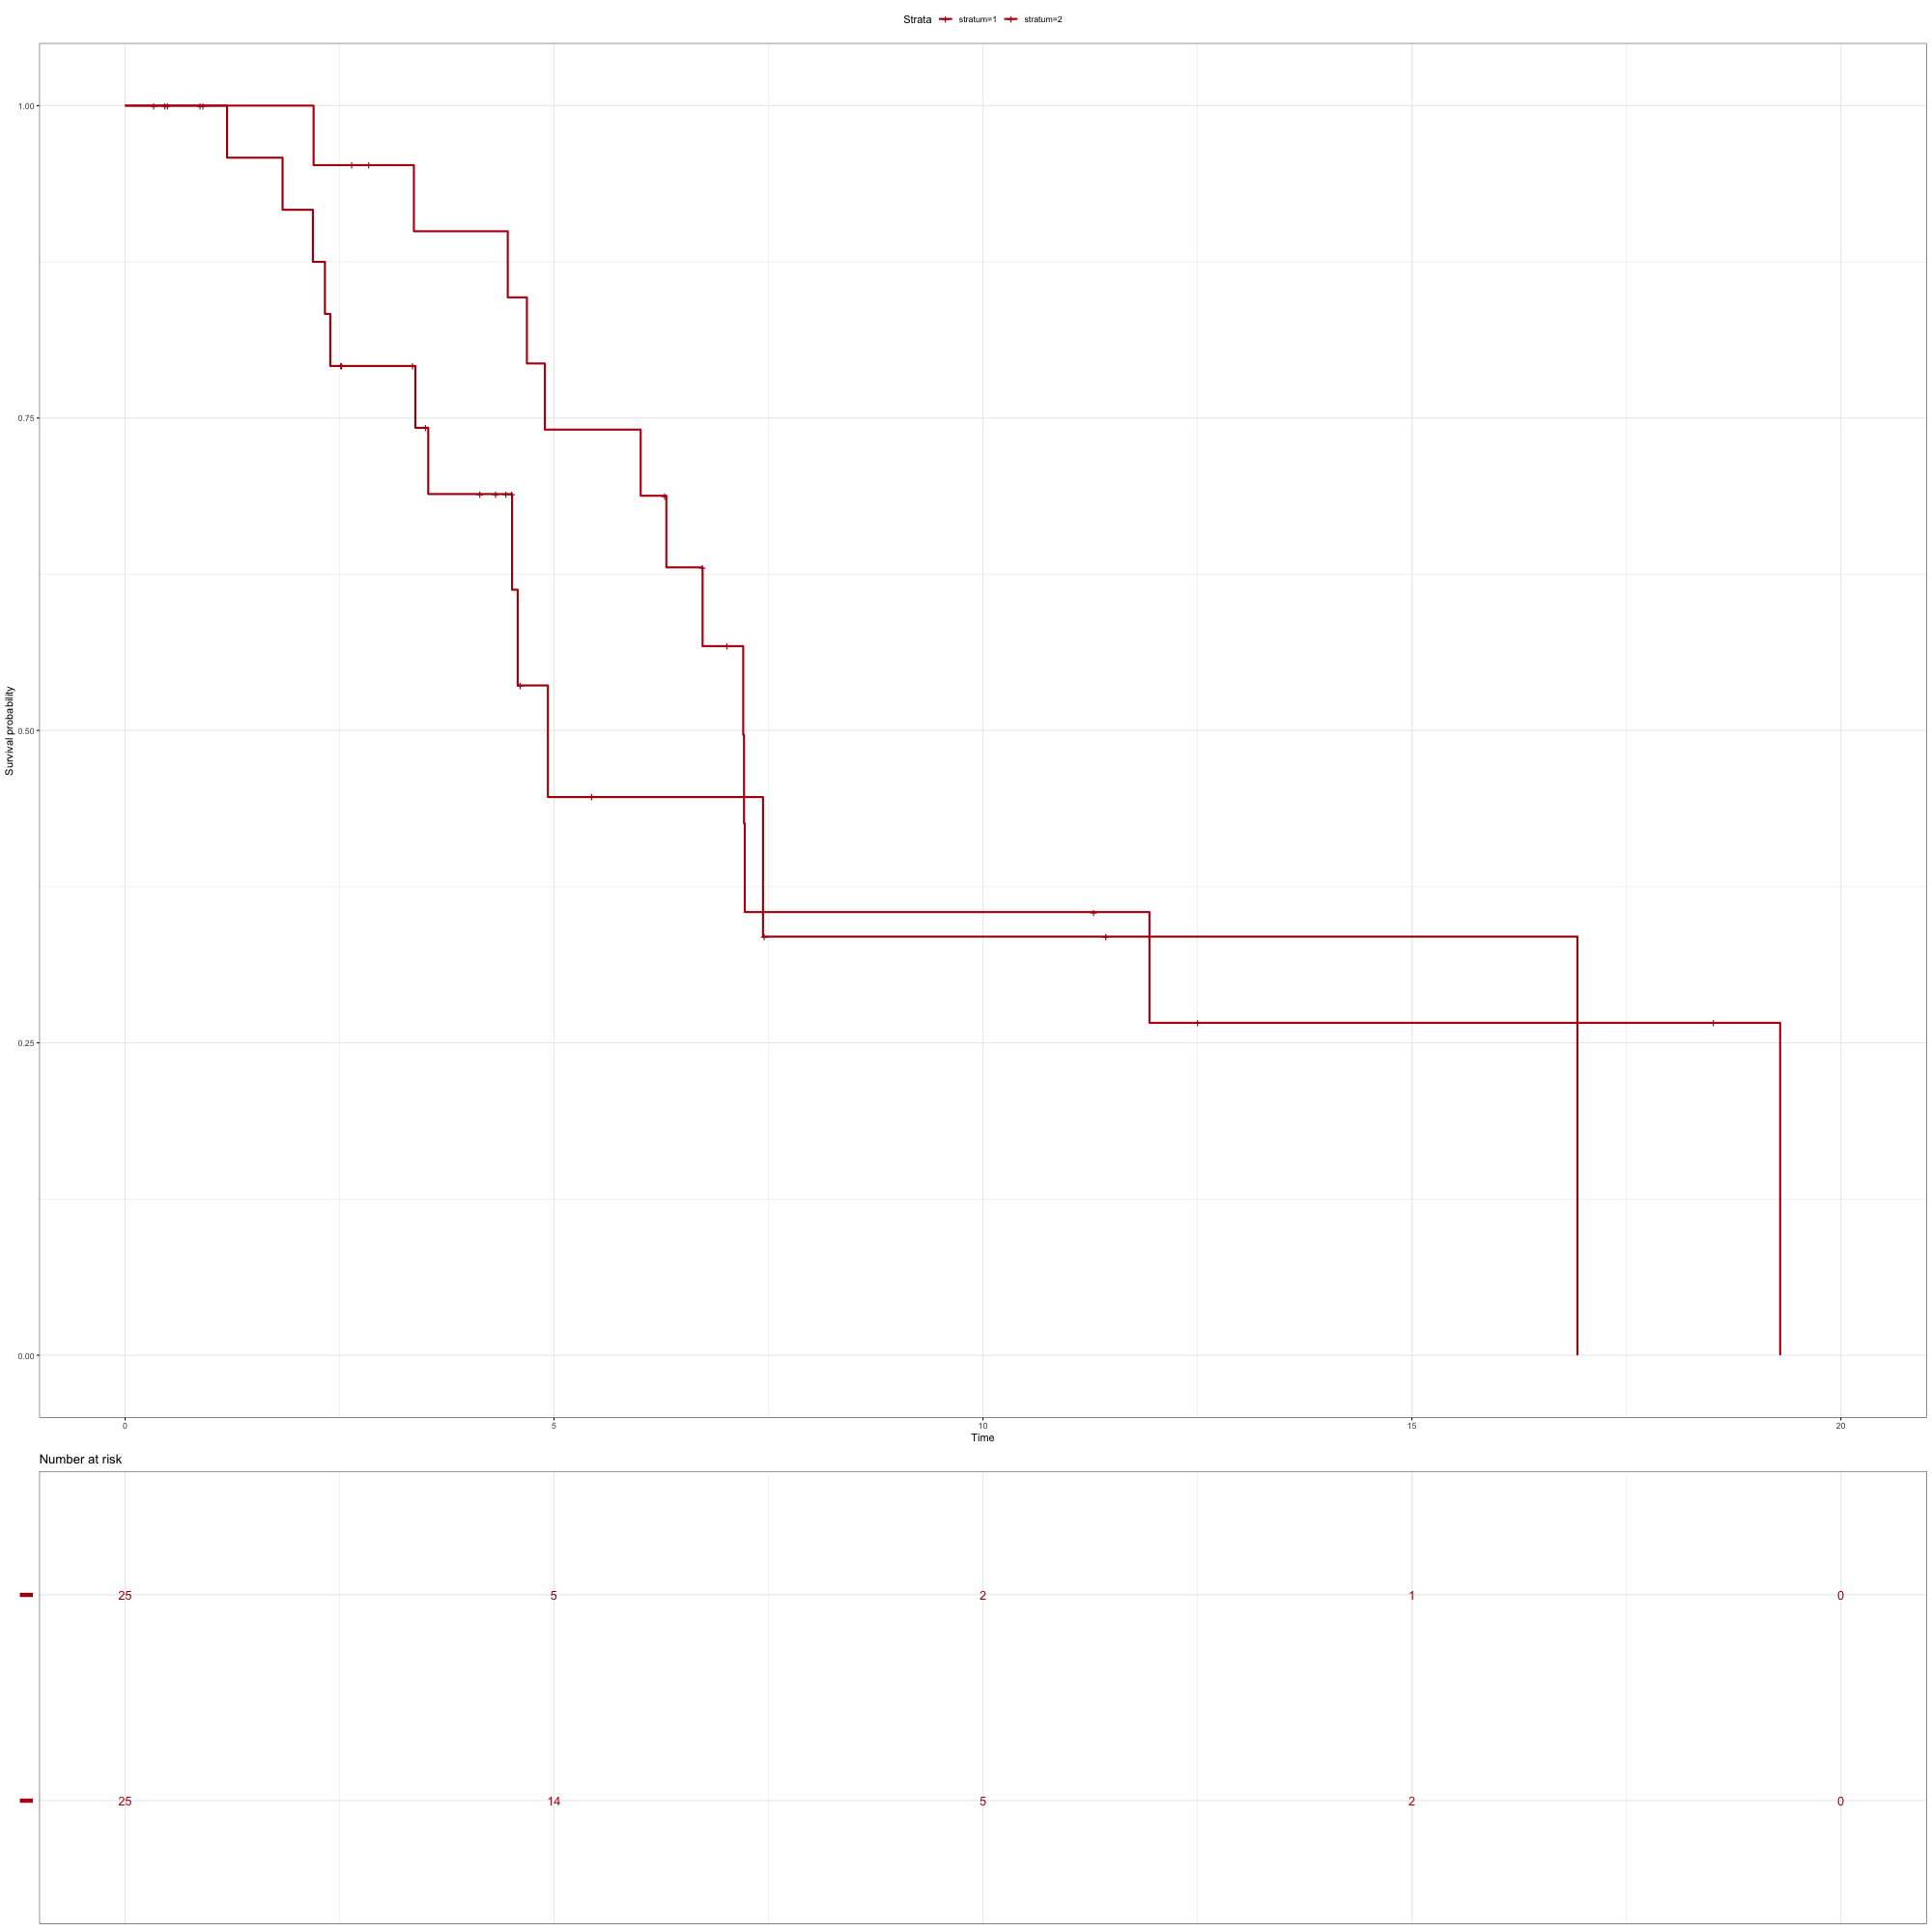 Strata stratum=1 stratum=2
1.00
0.75
0.50
0.25
0.00
Survival probability
0 5 10 15 20
Time
Number at risk
25 5 2 1 0
25 14 5 2 0